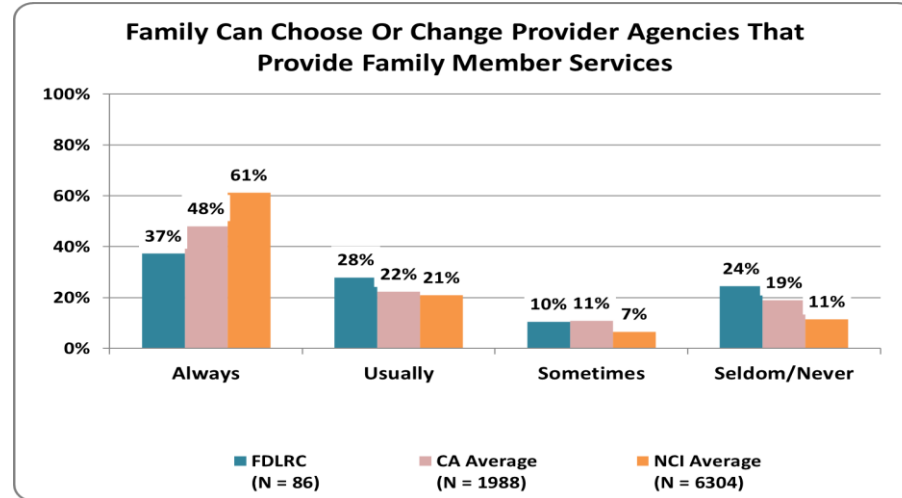 Family Can Choose Or Change Provider Agencies That
Provide Family Member Services
100%
80%
60%
40%
20%
0%
37%
48%
61%
28%
22%
21%
10%
11%
7%
24%
19%
11%
Always
Usually
Sometimes
Seldom/Never
FDLRC
(N = 86)
CA Average
(N = 1988)
NCI Average
(N = 6304)